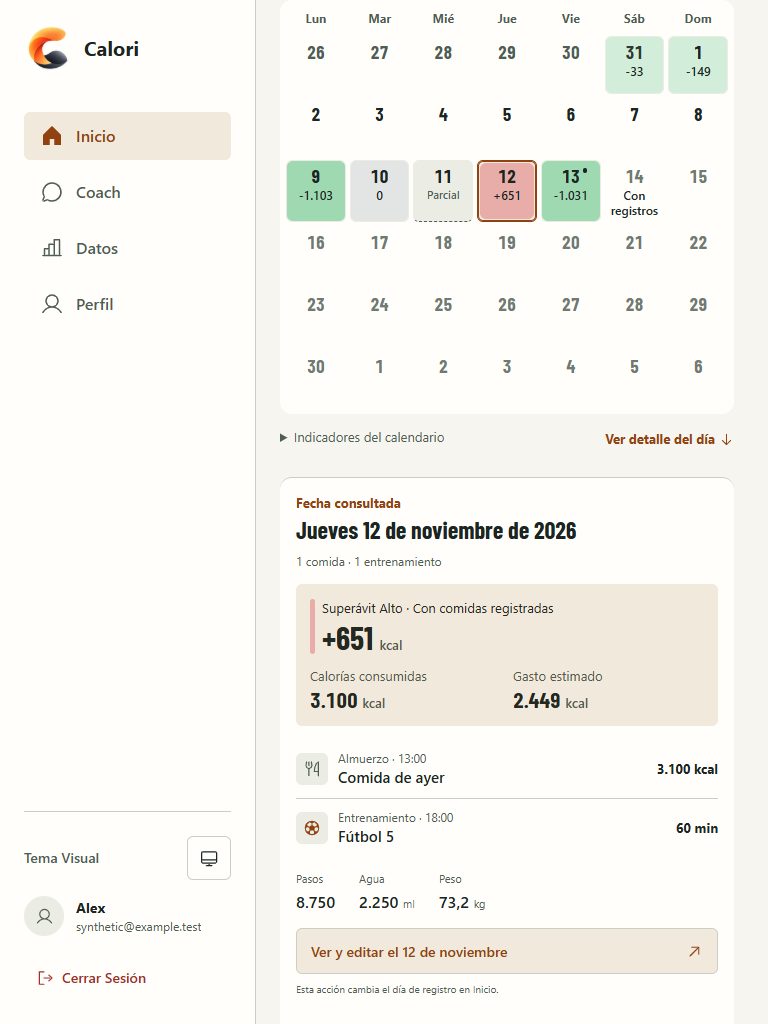 Calori
Inicio
Coach
Datos
Perfil
Tema Visual
Alex
synthetic@example.test
Cerrar Sesión
Lun Mar Mié Jue Vie Sáb Dom
26 27 28 29 30 31 1
-33 -149
2 3 4 5 6 7 8
9 10 11 12 13 14 15
-1.103 0 Parcial +651 -1.031 Con
registros
16 17 18 19 20 21 22
23 24 25 26 27 28 29
30 1 2 3 4 5 6
Indicadores del calendario Ver detalle del día ↓
Fecha consultada
Jueves 12 de noviembre de 2026
1 comida · 1 entrenamiento
Superávit Alto · Con comidas registradas
+651 kcal
Calorías consumidas Gasto estimado
3.100 kcal 2.449 kcal
Almuerzo · 13:00
Comida de ayer 3.100 kcal
Entrenamiento · 18:00
Fútbol 5 60 min
Pasos Agua Peso
8.750 2.250 ml 73,2 kg
Ver y editar el 12 de noviembre
Esta acción cambia el día de registro en Inicio.